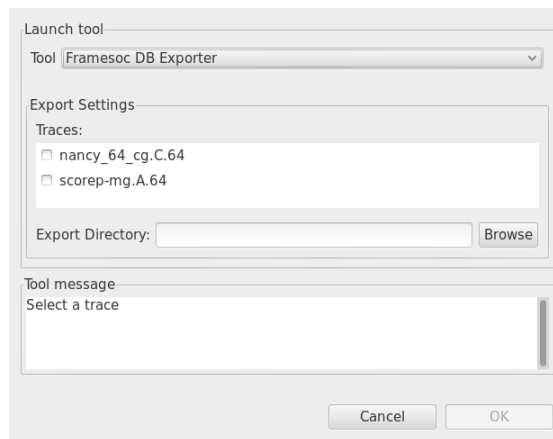 Launch tool
Tool Framesoc DB Exporter
Export Settings
Traces:
nancy_64_cg.C.64
scorep-mg.A.64
Export Directory: Browse
Tool message
Select a trace
Cancel OK